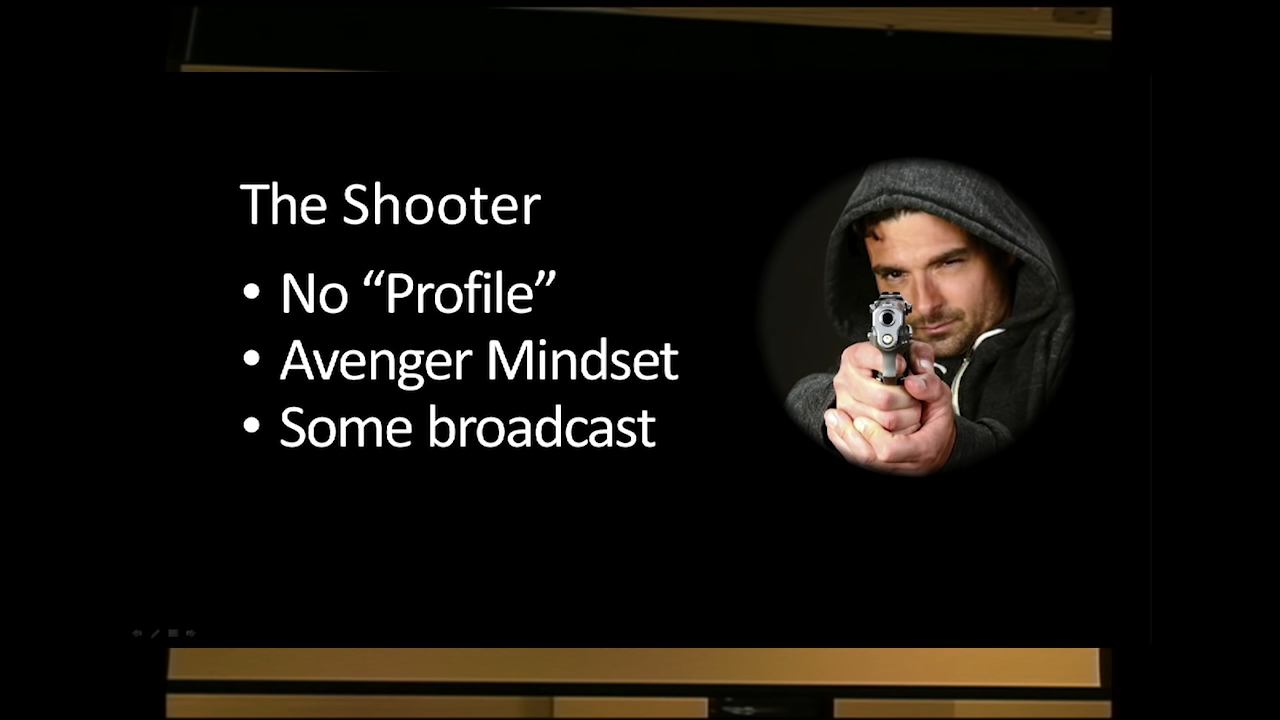 The Shooter
• No “Profile”
• Avenger Mindset
• Some broadcast